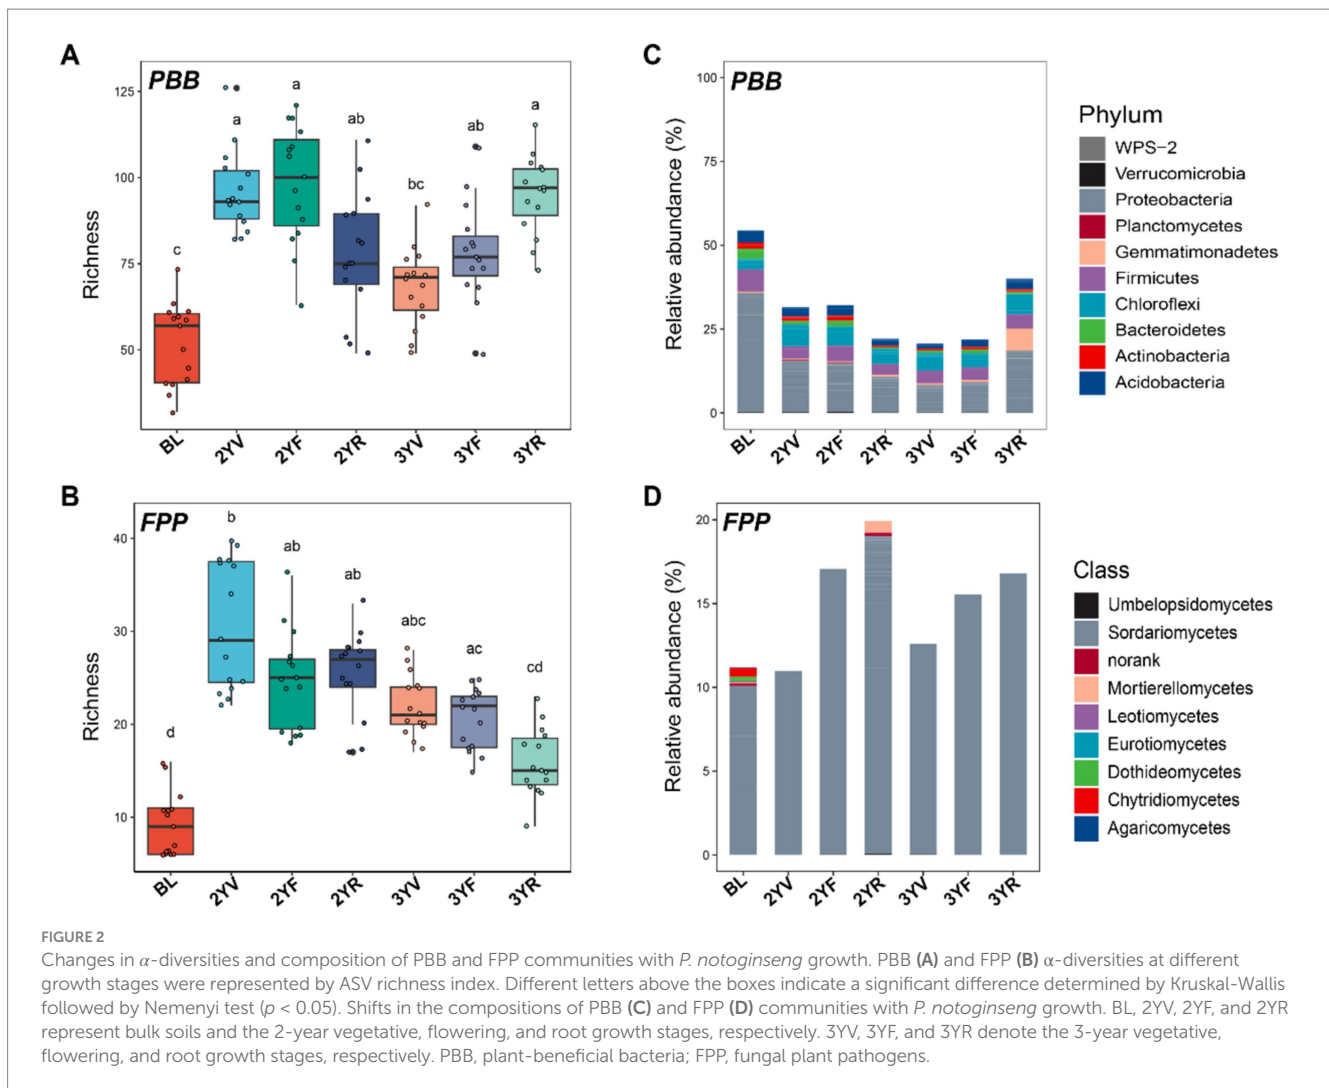 A
PBB
125
100
75
50
Richness
c
a
a
ab
bc
ab
a
BL
2YV
2YF
2YR
3YV
3YF
3YR
C
PBB
100
75
50
25
0
Relative abundance (%)
BL
2YV
2YF
2YR
3YV
3YF
3YR
Phylum
WPS-2
Verrucomicrobia
Proteobacteria
Planctomycetes
Gemmatimonadetes
Firmicutes
Chloroflexi
Bacteroidetes
Actinobacteria
Acidobacteria
B
FPP
40
30
20
10
Richness
d
b
ab
ab
abc
ac
cd
BL
2YV
2YF
2YR
3YV
3YF
3YR
D
FPP
20
15
10
5
0
Relative abundance (%)
BL
2YV
2YF
2YR
3YV
3YF
3YR
Class
Umbelopsidomycetes
Sordariomycetes
norank
Mortierellomycetes
Leotiomycetes
Eurotiomycetes
Dothideomycetes
Chytridiomycetes
Agaricomycetes
FIGURE 2
Changes in α-diversities and composition of PBB and FPP communities with P. notoginseng growth. PBB (A) and FPP (B) α-diversities at different
growth stages were represented by ASV richness index. Different letters above the boxes indicate a significant difference determined by Kruskal-Wallis
followed by Nemenyi test (p < 0.05). Shifts in the compositions of PBB (C) and FPP (D) communities with P. notoginseng growth. BL, 2YV, 2YF, and 2YR
represent bulk soils and the 2-year vegetative, flowering, and root growth stages, respectively. 3YV, 3YF, and 3YR denote the 3-year vegetative,
flowering, and root growth stages, respectively. PBB, plant-beneficial bacteria; FPP, fungal plant pathogens.